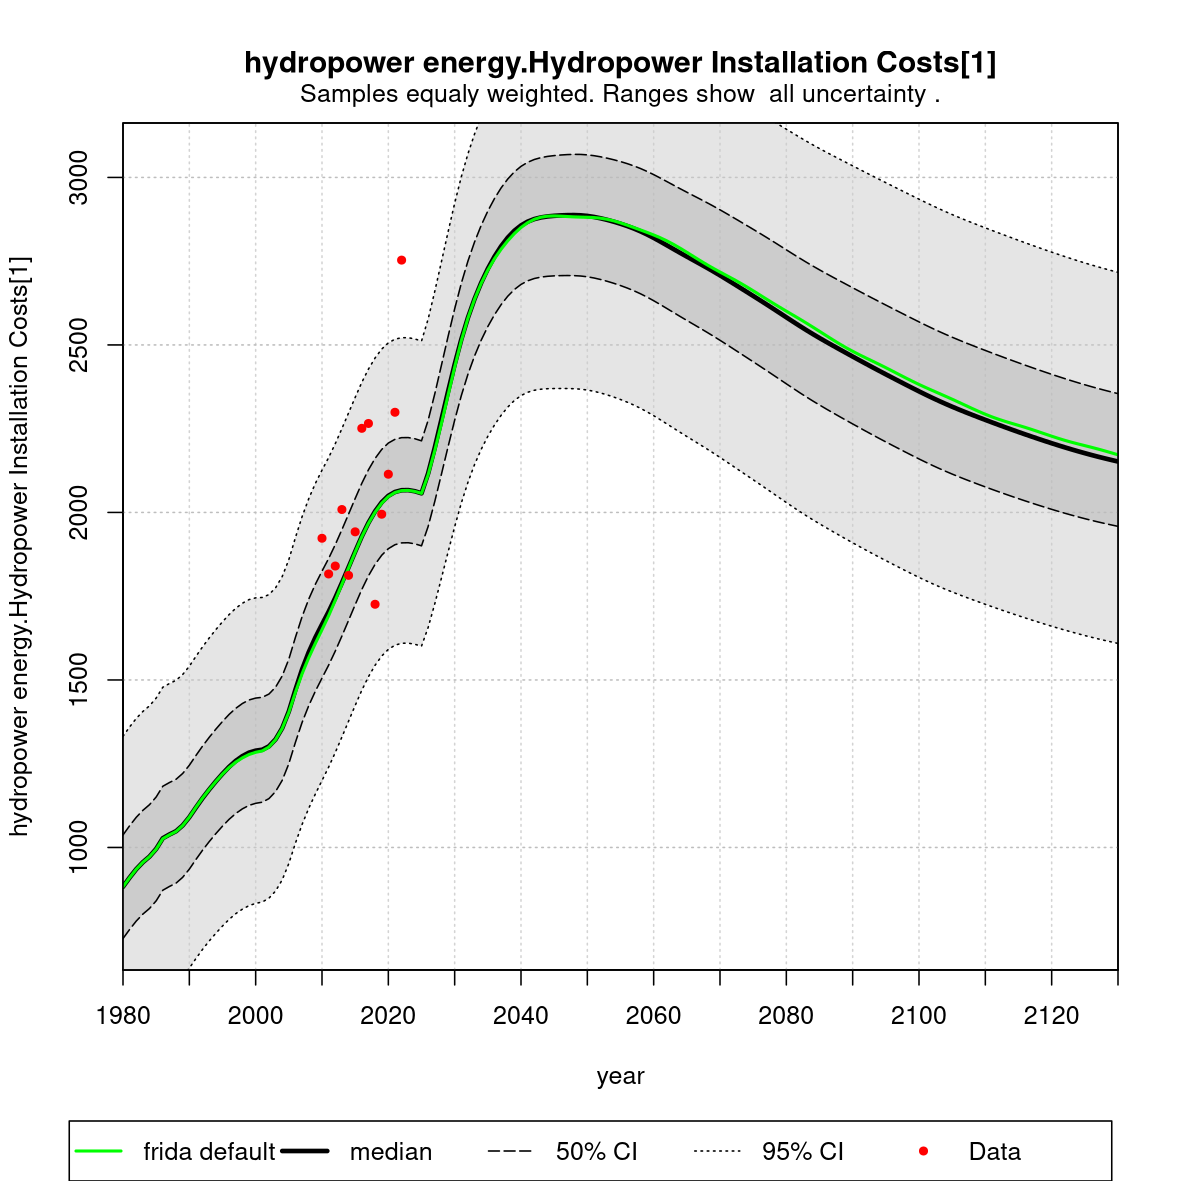 hydropower energy.Hydropower Installation Costs[1]
Samples equaly weighted. Ranges show  all uncertainty .
hydropower energy.Hydropower Installation Costs[1]
3000
2500
2000
1500
1000
1980 2000 2020 2040 2060 2080 2100 2120
year
frida default median 50% CI 95% CI Data